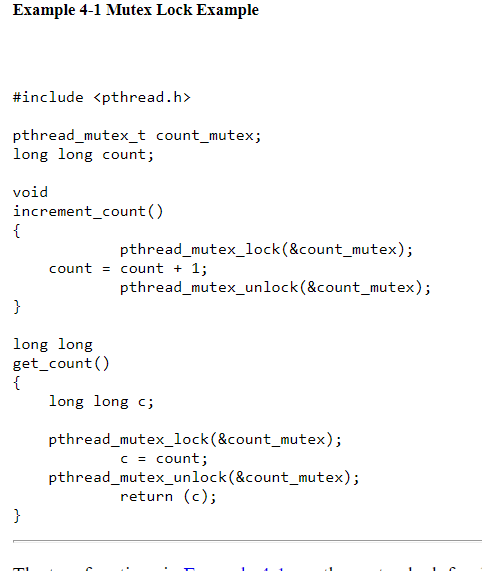 Example 4-1 Mutex Lock Example
#include <pthread.h>
pthread_mutex_t count_mutex;
long long count;
void
increment_count()
{
            pthread_mutex_lock(&count_mutex);
    count = count + 1;
            pthread_mutex_unlock(&count_mutex);
}
long long
get_count()
{
    long long c;
    pthread_mutex_lock(&count_mutex);
            c = count;
    pthread_mutex_unlock(&count_mutex);
            return (c);
}